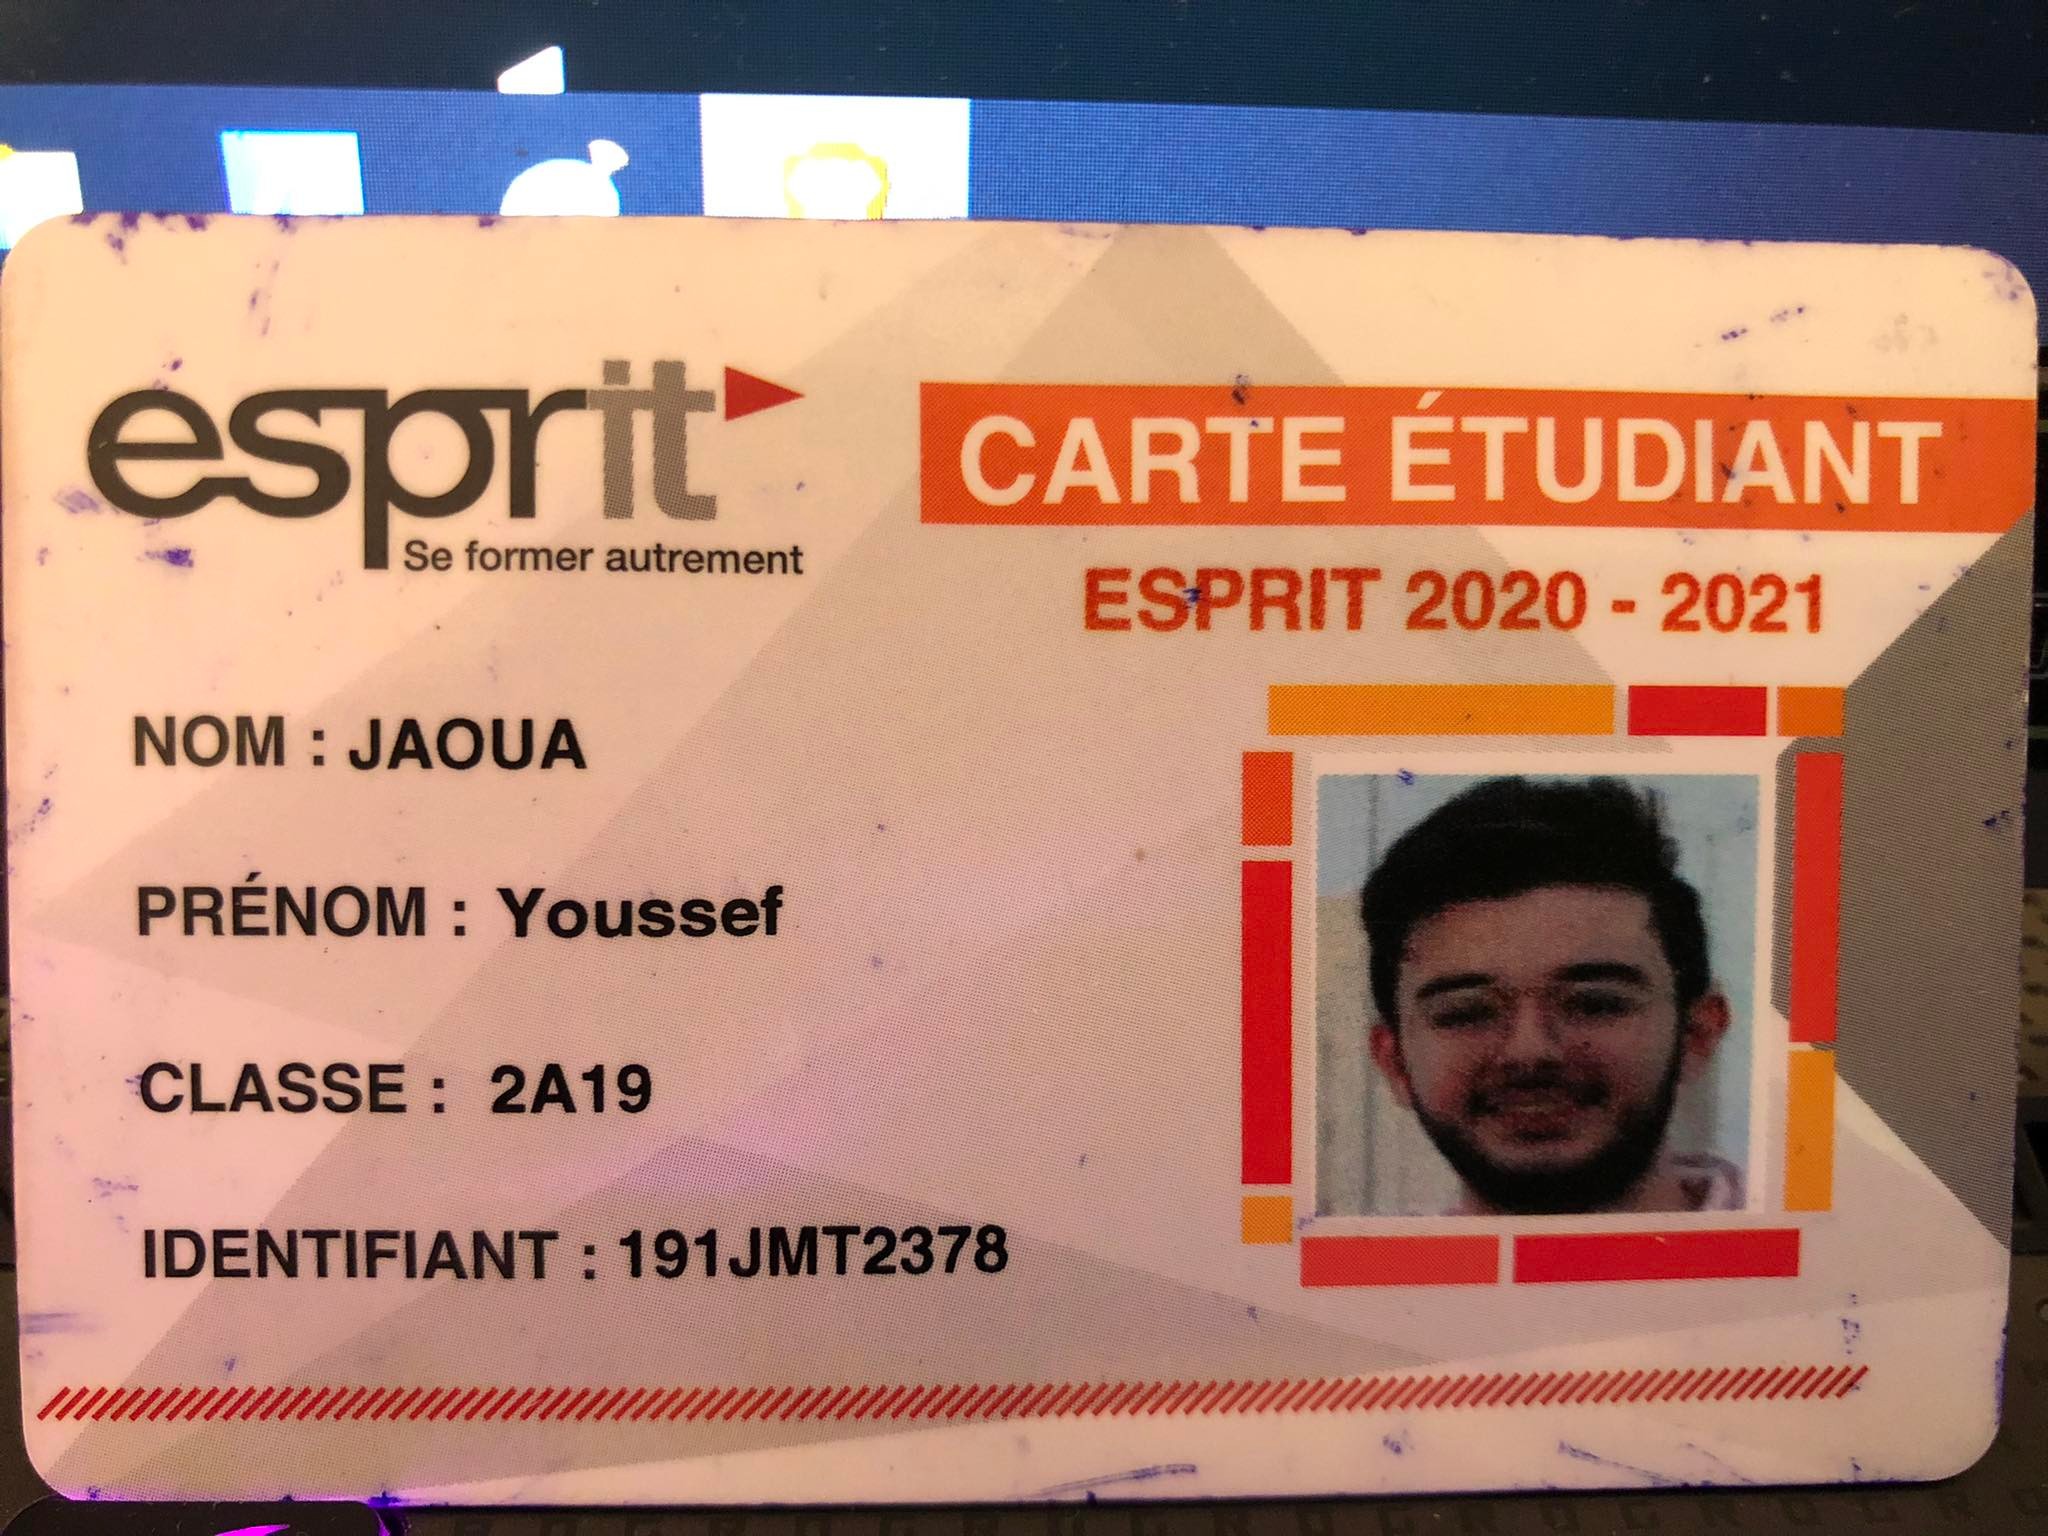 esprit
Se former autrement
CARTE ÉTUDIANT
ESPRIT 2020 - 2021
NOM : JAOUA
PRÉNOM : Youssef
CLASSE : 2A19
IDENTIFIANT : 191JMT2378